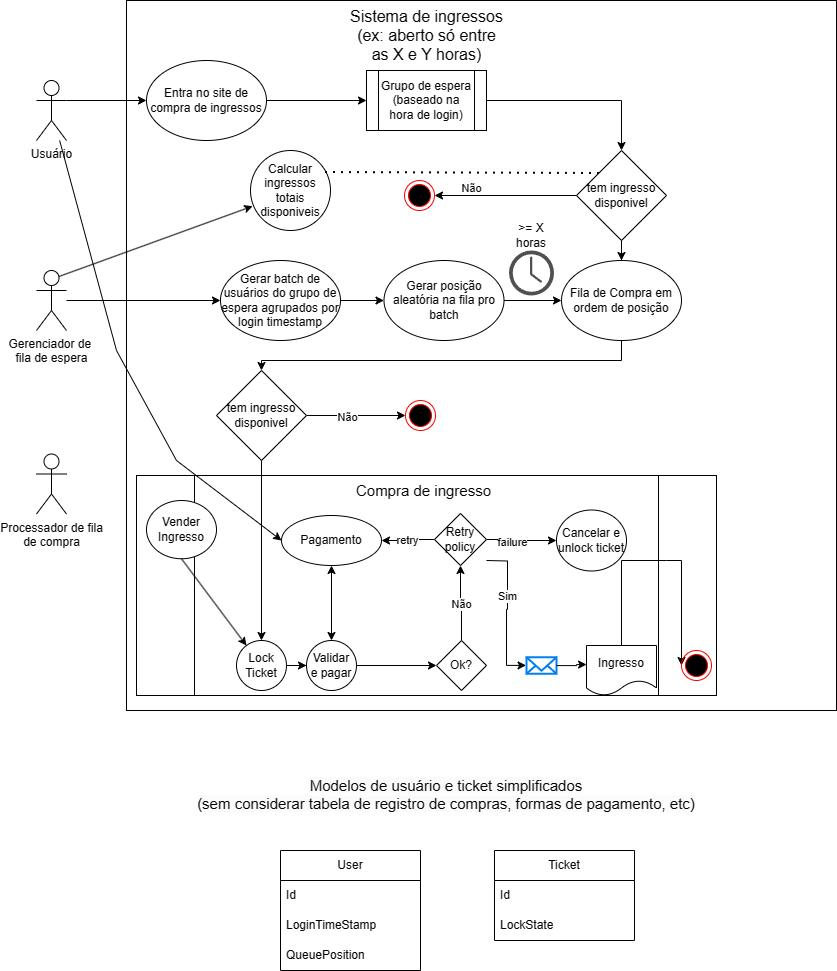 Sistema de ingressos
(ex: aberto só entre
as X e Y horas)
Entra no site de
compra de ingressos
Grupo de espera
(baseado na
hora de login)
Usuário
Calcular
ingressos
totais
disponiveis
Não
tem ingresso
disponivel
>= X
horas
Gerar batch de
usuários do grupo de
espera agrupados por
login timestamp
Gerar posição
aleatória na fila pro
batch
Fila de Compra em
ordem de posição
Gerenciador de
fila de espera
tem ingresso
disponivel
Não
Processador de fila
de compra
Compra de ingresso
Vender
Ingresso
Pagamento
retry
Retry
policy
failure
Cancelar e
unlock ticket
Não
Sim
Lock
Ticket
Validar
e pagar
Ok?
Ingresso
Modelos de usuário e ticket simplificados
(sem considerar tabela de registro de compras, formas de pagamento, etc)
User
Id
LoginTimeStamp
QueuePosition
Ticket
Id
LockState